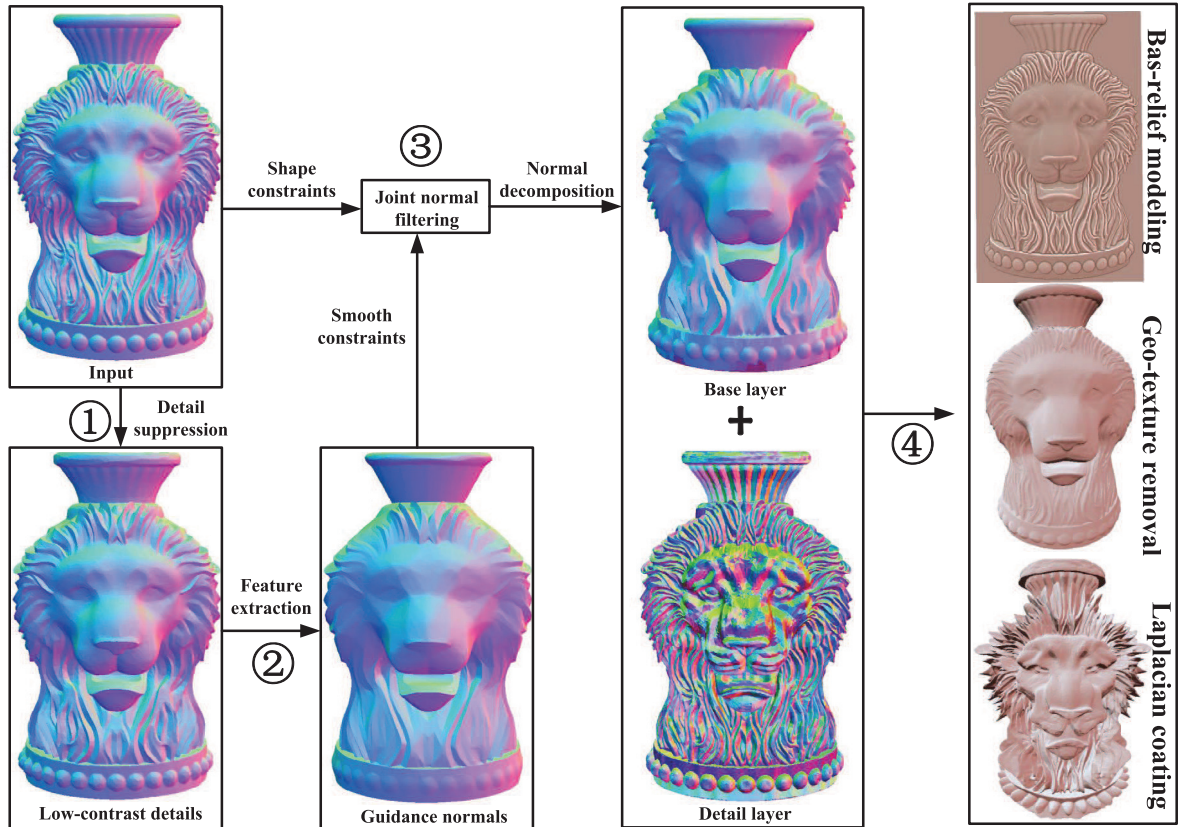 Input
①
Detail
suppression
Low-contrast details
Feature
extraction
②
Guidance normals
Smooth
constraints
Shape
constraints
③
Joint normal
filtering
Normal
decomposition
Base layer
+
Detail layer
④
Bas-relief modeling
Geo-texture removal
Laplacian coating